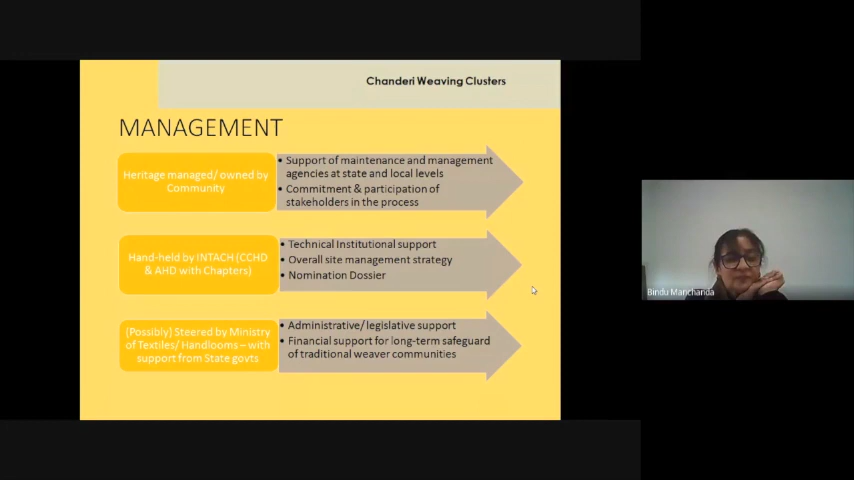 Chanderi Weaving Clusters
MANAGEMENT
Heritage managed/ owned by
Community
• Support of maintenance and management
agencies at state and local levels
• Commitment & participation of
stakeholders in the process
Hand-held by INTACH (CCHD
& AHD with Chapters)
• Technical Institutional support
• Overall site management strategy
• Nomination Dossier
(Possibly) Steered by Ministry
of Textiles/ Handlooms – with
support from State govts
• Administrative/ legislative support
• Financial support for long-term safeguard
of traditional weaver communities
Bindu Manchanda